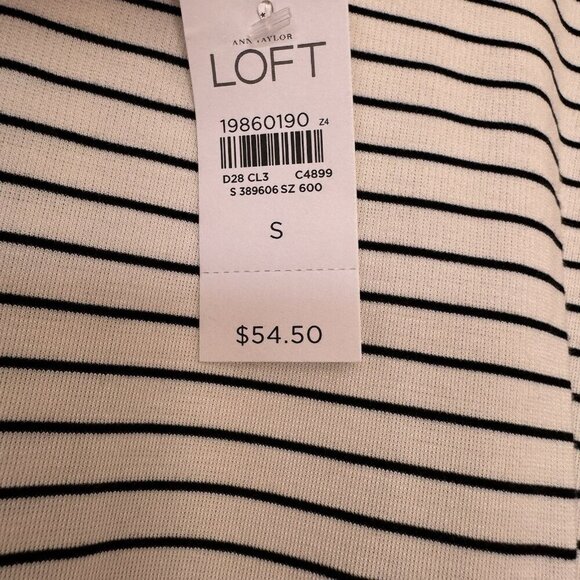 ANN TAYLOR
LOFT
19860190 Z4
D28 CL3 C4899
S 389606 SZ 600
S
$54.50